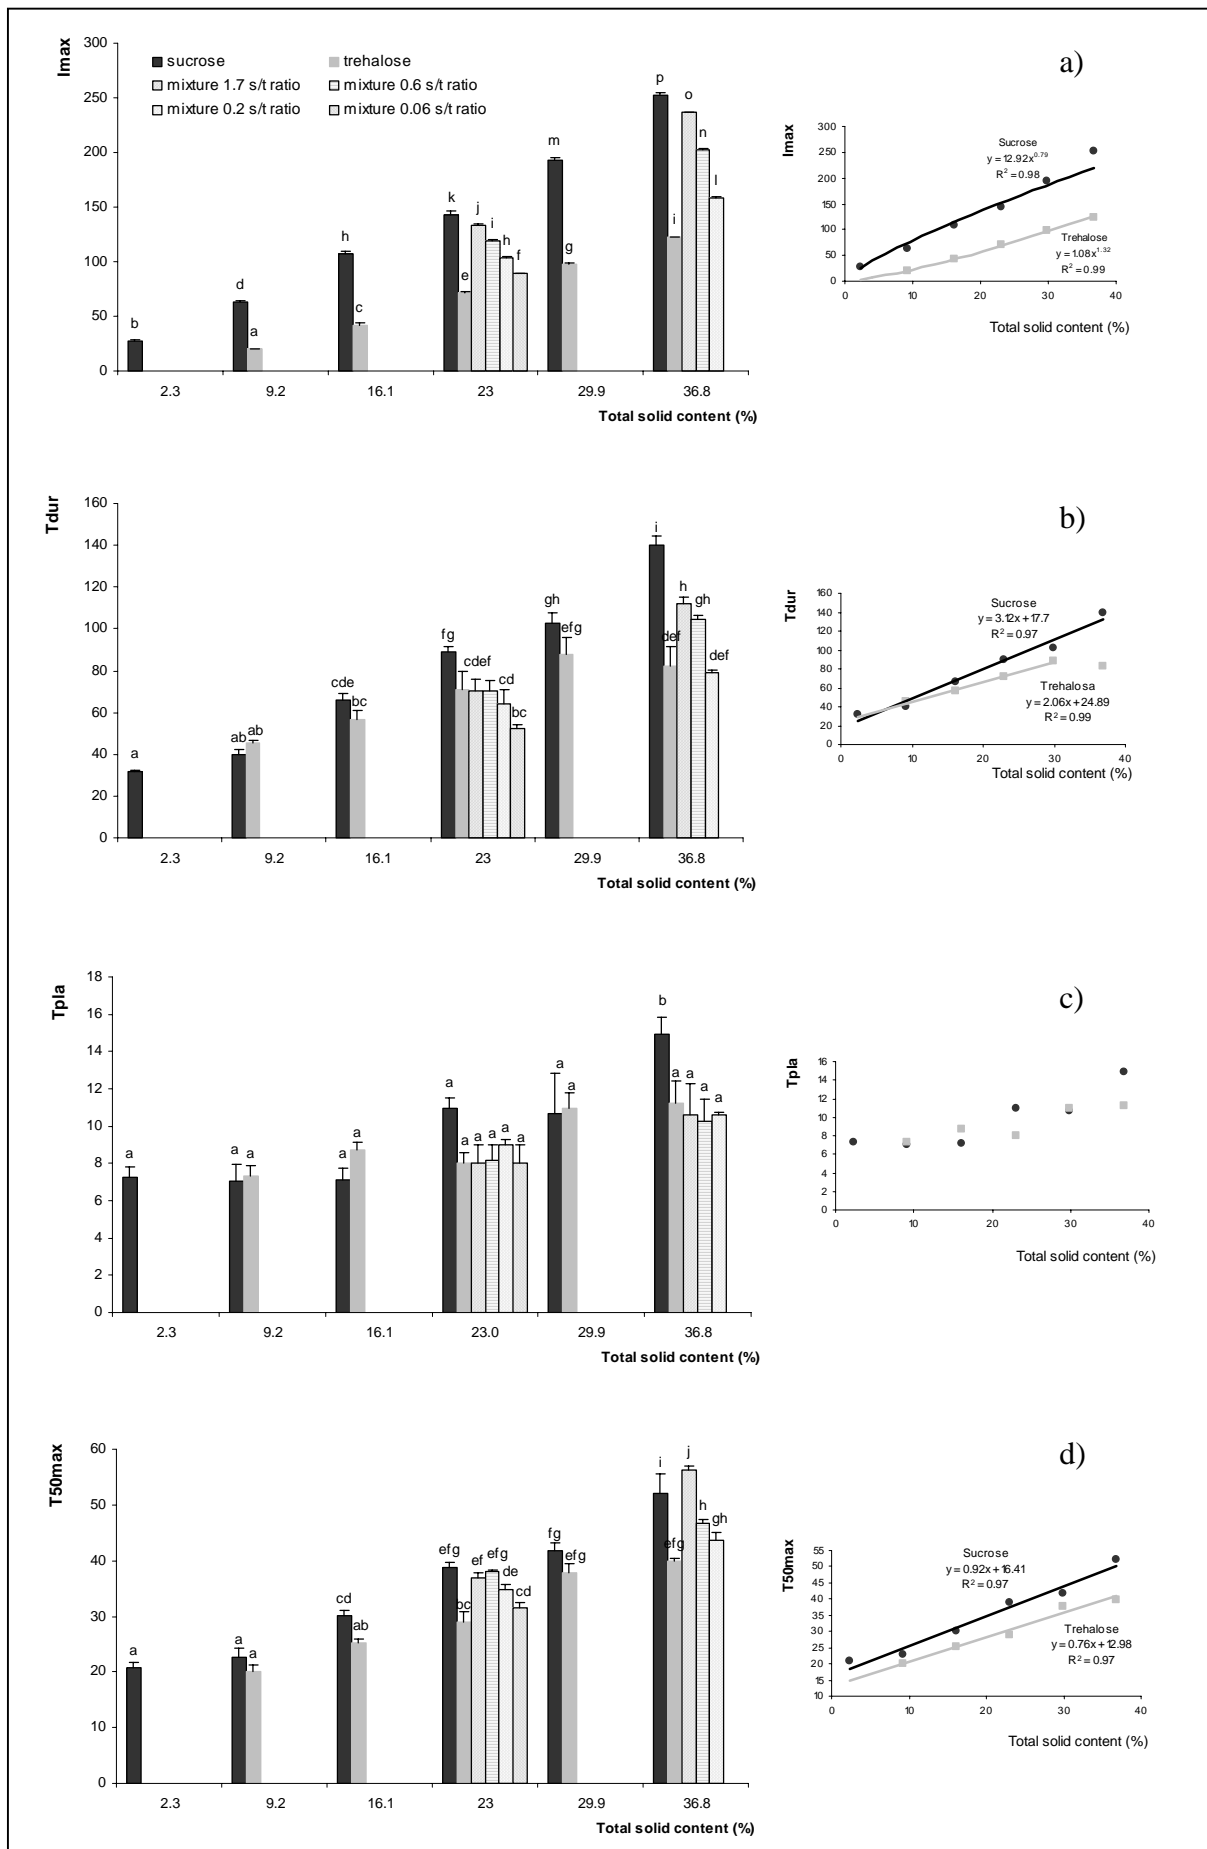 a)
Imax
300
250
200
150
100
50
0
sucrose
trehalose
mixture 1.7 s/t ratio
mixture 0.6 s/t ratio
mixture 0.2 s/t ratio
mixture 0.06 s/t ratio
b
d
a
h
c
k
e
j
i
h
f
m
g
p
i
o
n
l
2.3
9.2
16.1
23
29.9
36.8
Total solid content (%)
Imax
300
250
200
150
100
50
0
Sucrose
y = 12.92x^0.79
R² = 0.98
Trehalose
y = 1.08x^1.32
R² = 0.99
0
10
20
30
40
Total solid content (%)
b)
Tdur
160
140
120
100
80
60
40
20
0
a
ab
ab
cde
bc
fg
cdef
cd
bc
gh
efg
i
def
h
gh
def
2.3
9.2
16.1
23
29.9
36.8
Total solid content (%)
Tdur
160
140
120
100
80
60
40
20
0
Sucrose
y = 3.12x + 17.7
R² = 0.97
Trehalosa
y = 2.06x + 24.89
R² = 0.99
0
10
20
30
40
Total solid content (%)
c)
Tpla
18
16
14
12
10
8
6
4
2
0
a
a
a
a
a
a
a
a
a
a
a
a
a
b
a
a
a
a
2.3
9.2
16.1
23.0
29.9
36.8
Total solid content (%)
Tpla
16
14
12
10
8
6
4
2
0
0
10
20
30
40
Total solid content (%)
d)
T50max
60
50
40
30
20
10
0
a
a
a
cd
ab
efg
bc
ef
efg
de
cd
fg
efg
i
efg
j
h
gh
2.3
9.2
16.1
23
29.9
36.8
Total solid content (%)
T50max
55
50
45
40
35
30
25
20
15
10
Sucrose
y = 0.92x + 16.41
R² = 0.97
Trehalose
y = 0.76x + 12.98
R² = 0.97
0
10
20
30
40
Total solid content (%)